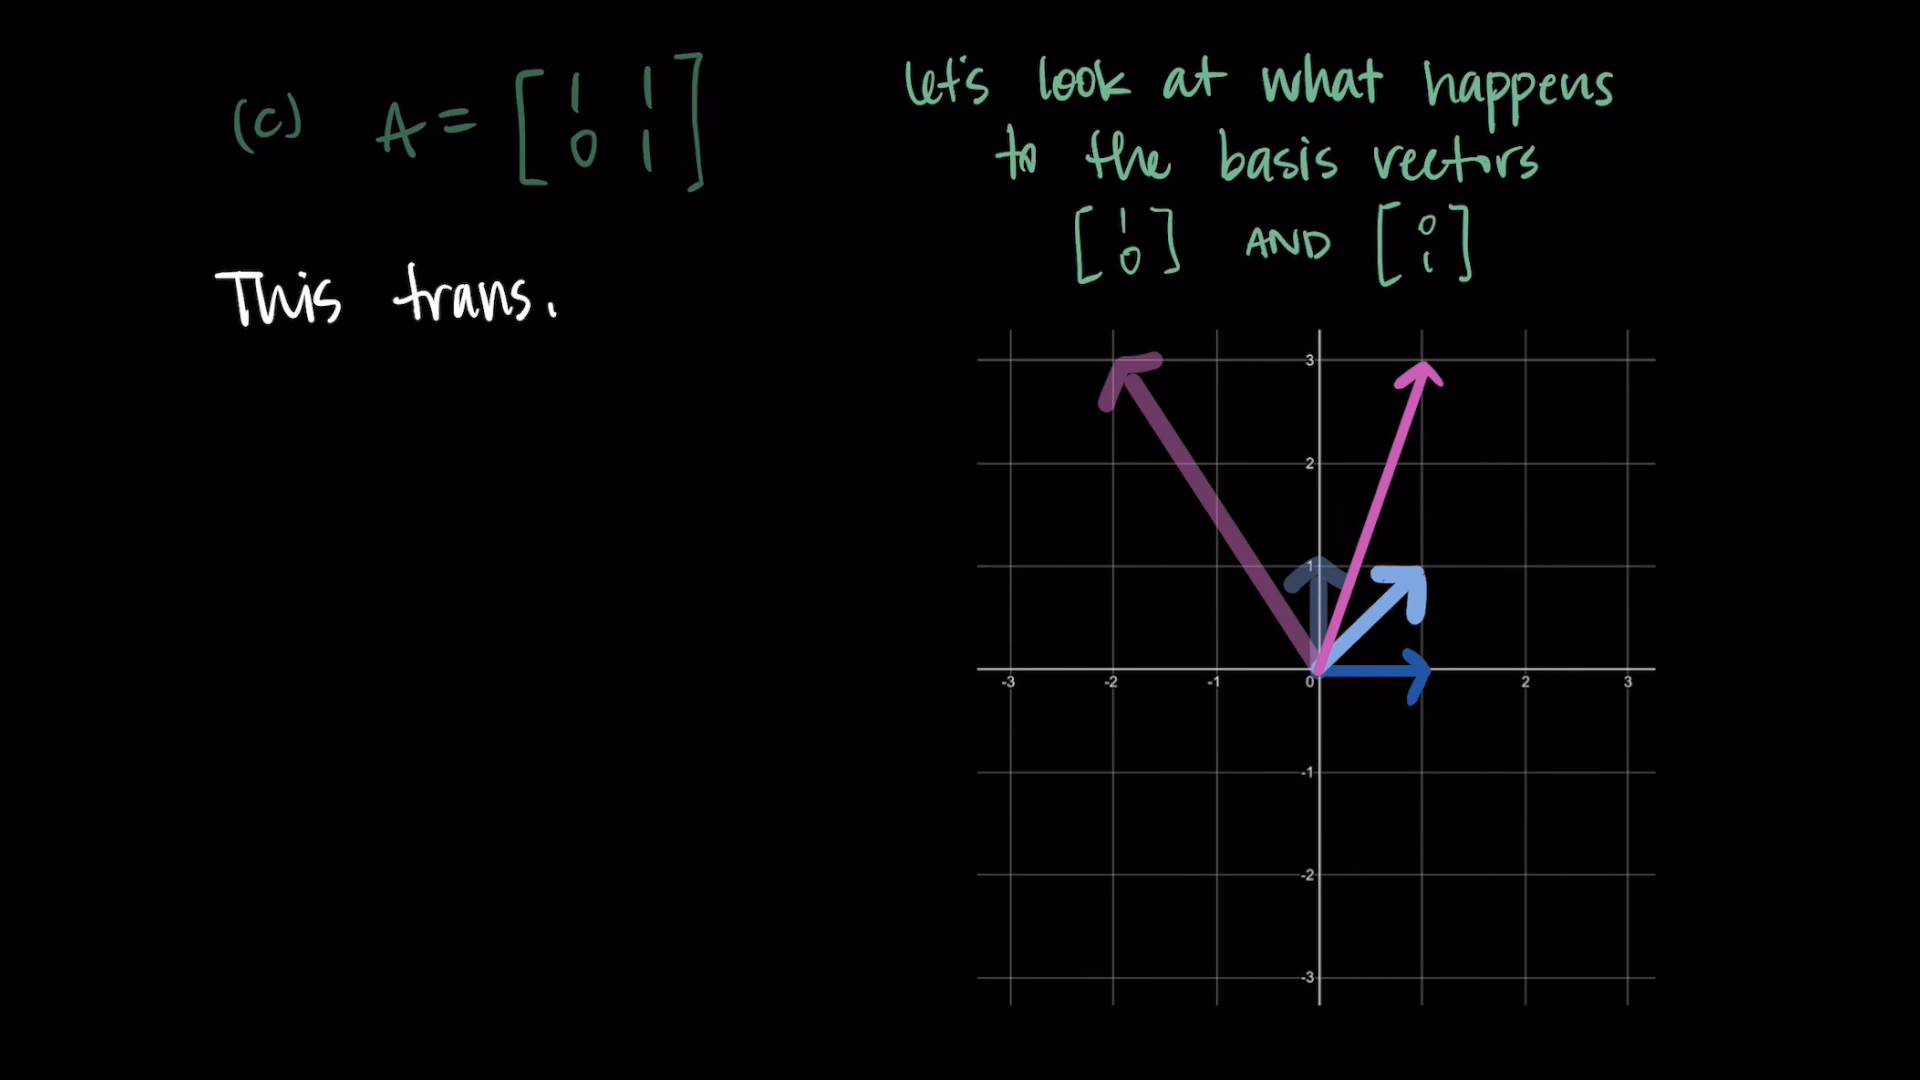 (c) A = [ 1 1
0 1 ]
let's look at what happens
to the basis vectors
[ 1
0 ] AND [ 0
1 ]
This trans.
3
2
1
-3 -2 -1 0 2 3
-1
-2
-3